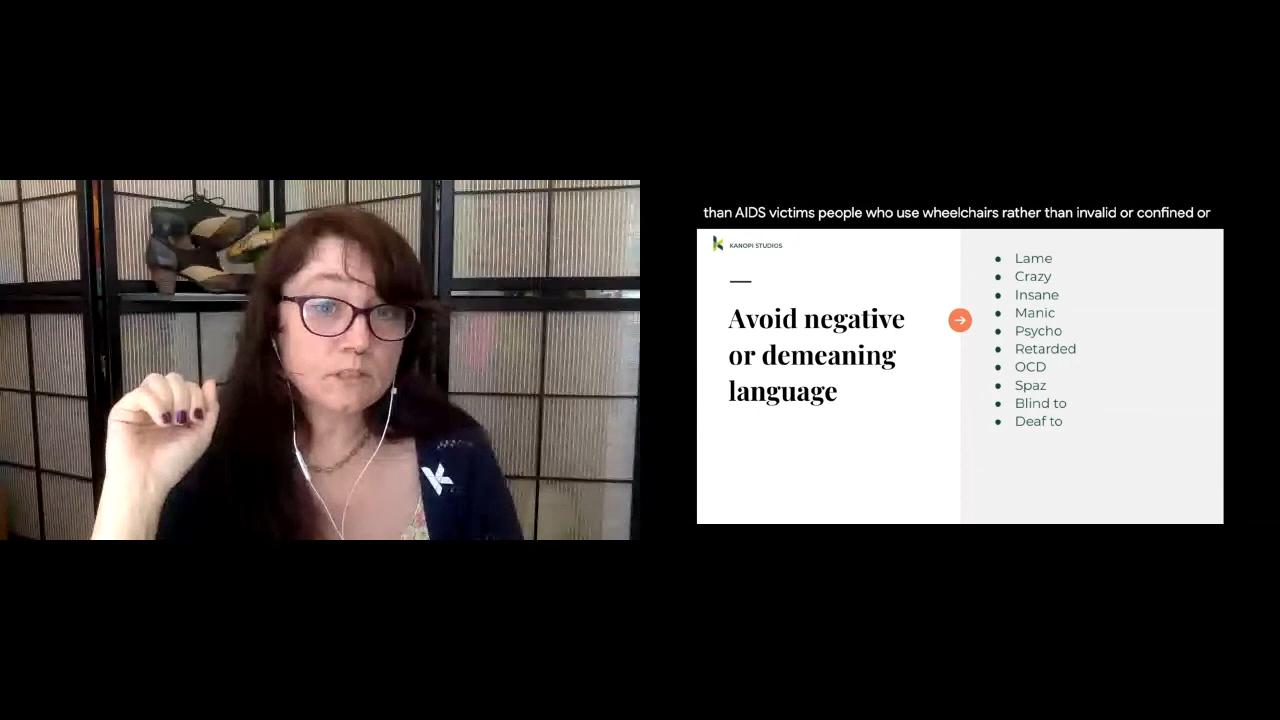 than AIDS victims people who use wheelchairs rather than invalid or confined or
KANOPI STUDIOS
Avoid negative
or demeaning
language
Lame
Crazy
Insane
Manic
Psycho
Retarded
OCD
Spaz
Blind to
Deaf to